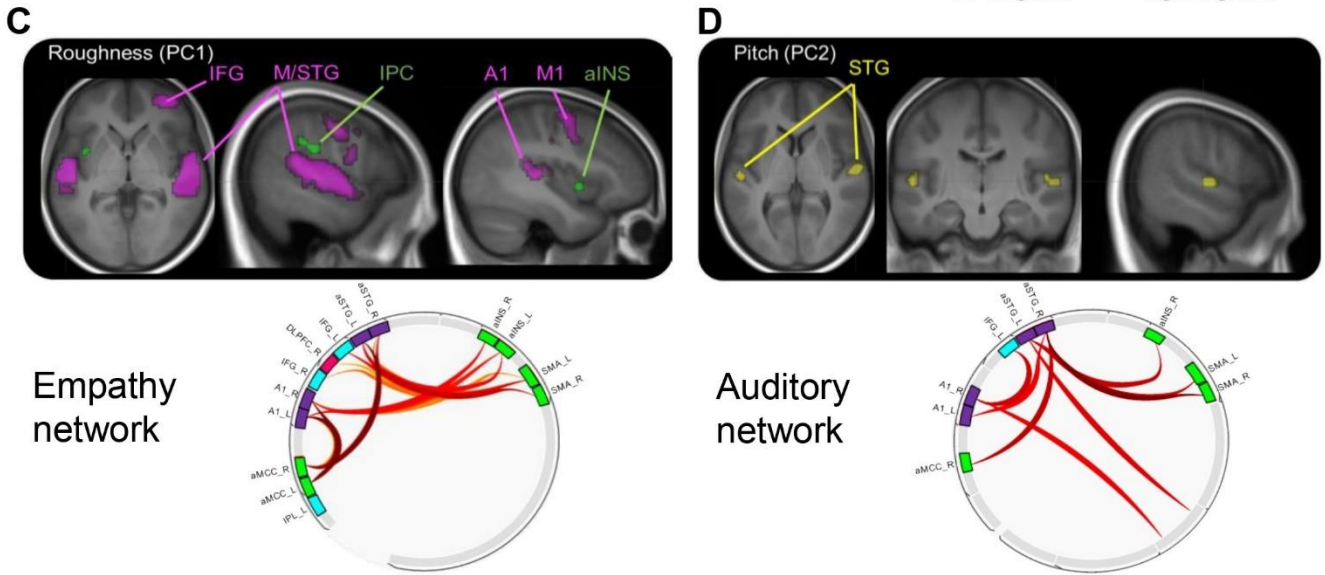 C
Roughness (PC1)
IFG
M/STG
IPC
A1
M1
aINS
D
Pitch (PC2)
STG
Empathy
network
aSTG_R
aSTG_L
IFG_L
DLPFC_R
IFG_R
A1_R
A1_L
aMCC_R
aMCC_L
IPL_L
aINS_R
aINS_L
SMA_L
SMA_R
Auditory
network
aSTG_R
aSTG_L
IFG_L
A1_R
A1_L
aMCC_R
aINS_R
SMA_L
SMA_R